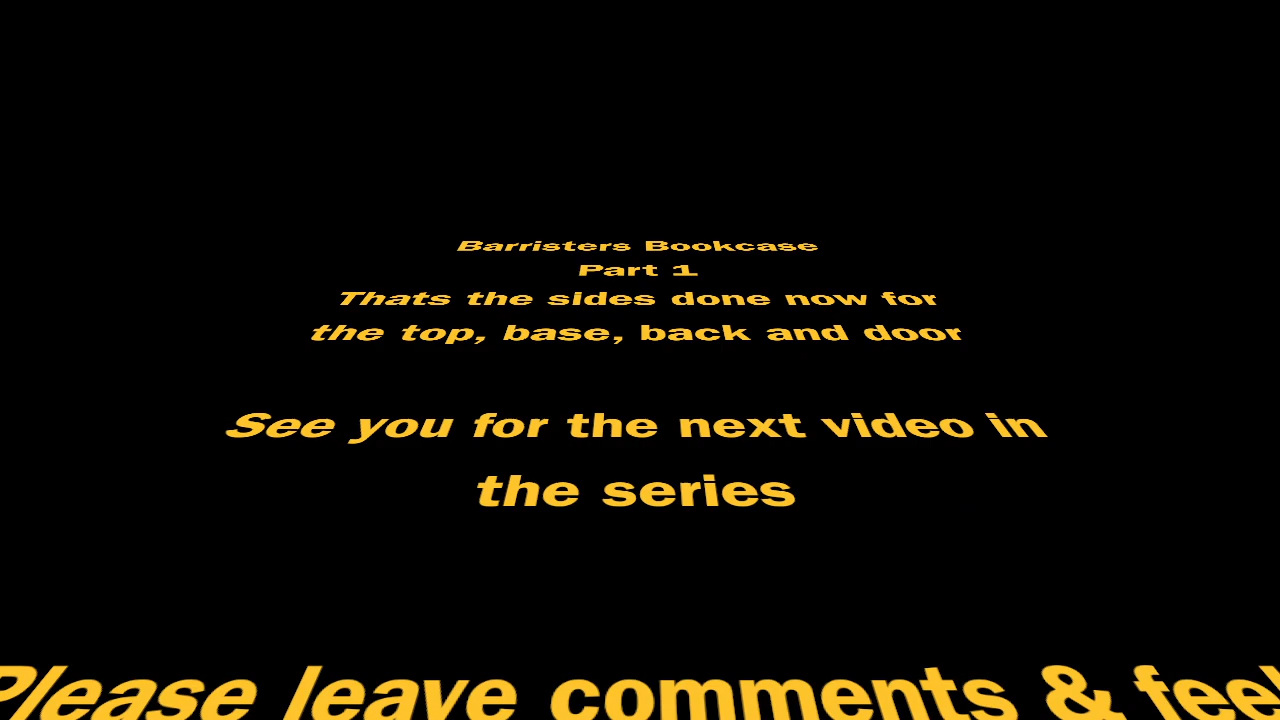 Barristers Bookcase
Part 1
Thats the sides done now for
the top, base, back and door
See you for the next video in
the series
Please leave comments & feel